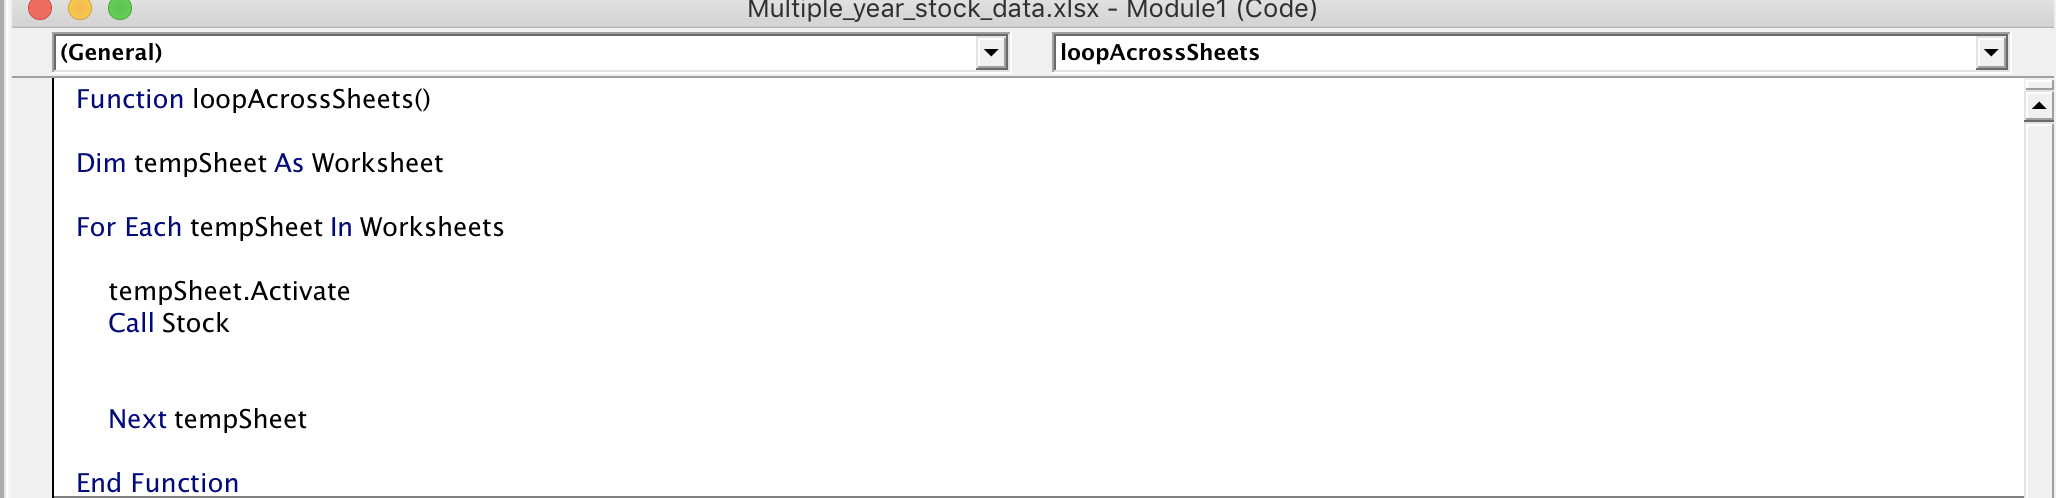 Multiple_year_stock_data.xlsx - Module1 (Code)
(General)
loopAcrossSheets
Function loopAcrossSheets()
Dim tempSheet As Worksheet
For Each tempSheet In Worksheets
tempSheet.Activate
Call Stock
Next tempSheet
End Function